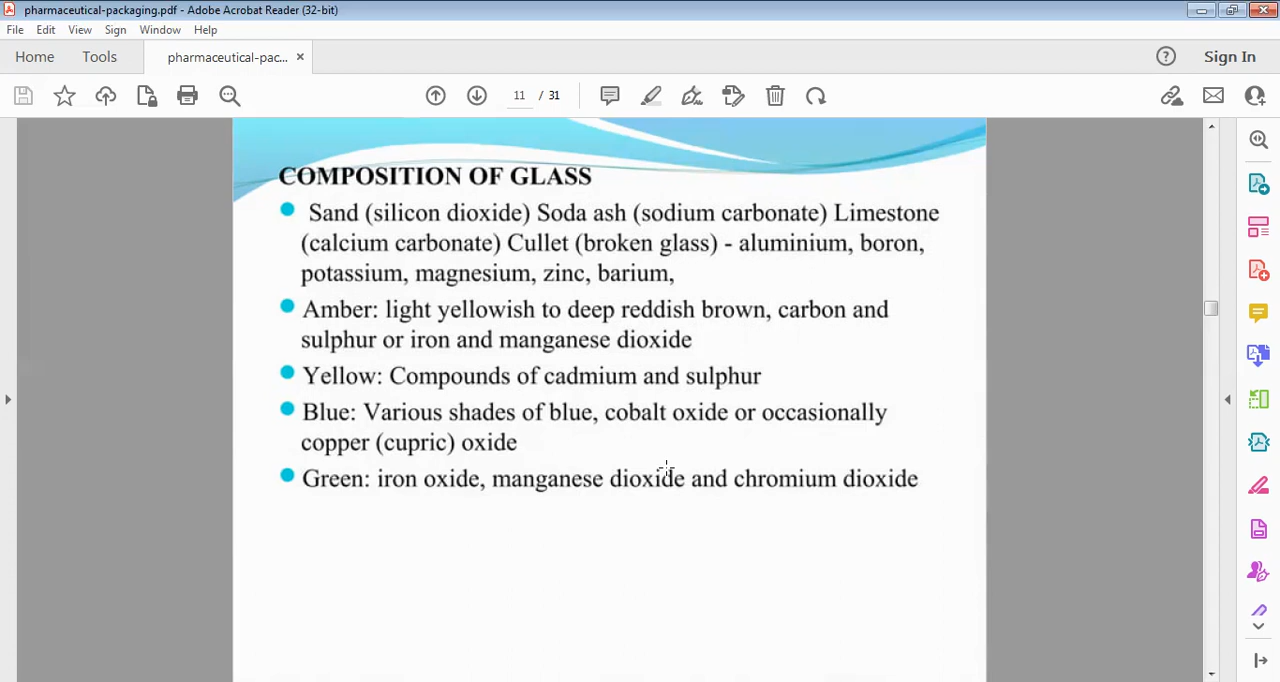 pharmaceutical-packaging.pdf - Adobe Acrobat Reader (32-bit)
File Edit View Sign Window Help
Home Tools pharmaceutical-pac... × Sign In
11 / 31
COMPOSITION OF GLASS
Sand (silicon dioxide) Soda ash (sodium carbonate) Limestone
(calcium carbonate) Cullet (broken glass) - aluminium, boron,
potassium, magnesium, zinc, barium,
Amber: light yellowish to deep reddish brown, carbon and
sulphur or iron and manganese dioxide
Yellow: Compounds of cadmium and sulphur
Blue: Various shades of blue, cobalt oxide or occasionally
copper (cupric) oxide
Green: iron oxide, manganese dioxide and chromium dioxide